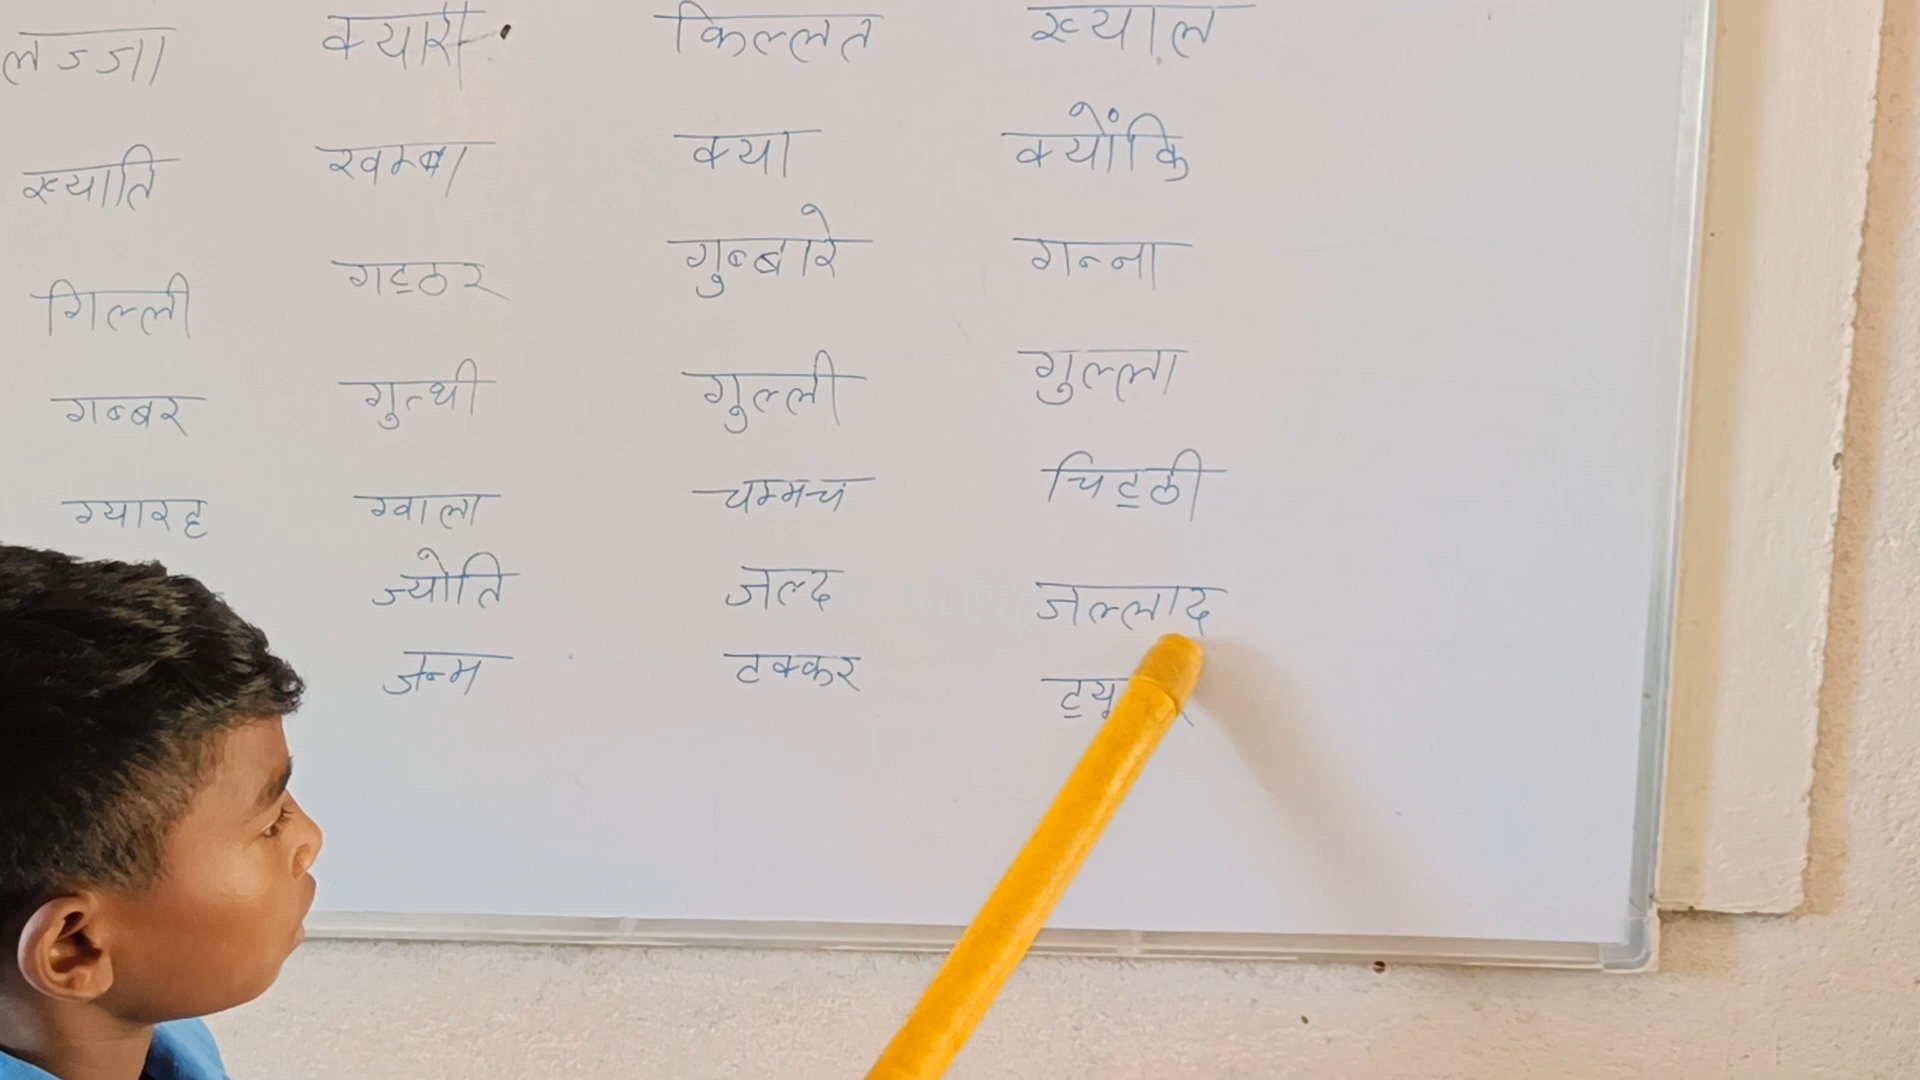 लज्जा क्यारी किल्लत ख्याल
ख्याति खम्बा क्या क्योंकि
गिल्ली गट्ठर गुब्बारे गन्ना
गब्बर गुत्थी गुल्ली गुल्ला
ग्यारह ग्वाला चम्मच चिट्ठी
ज्योति जल्द जल्लाद
जन्म टक्कर